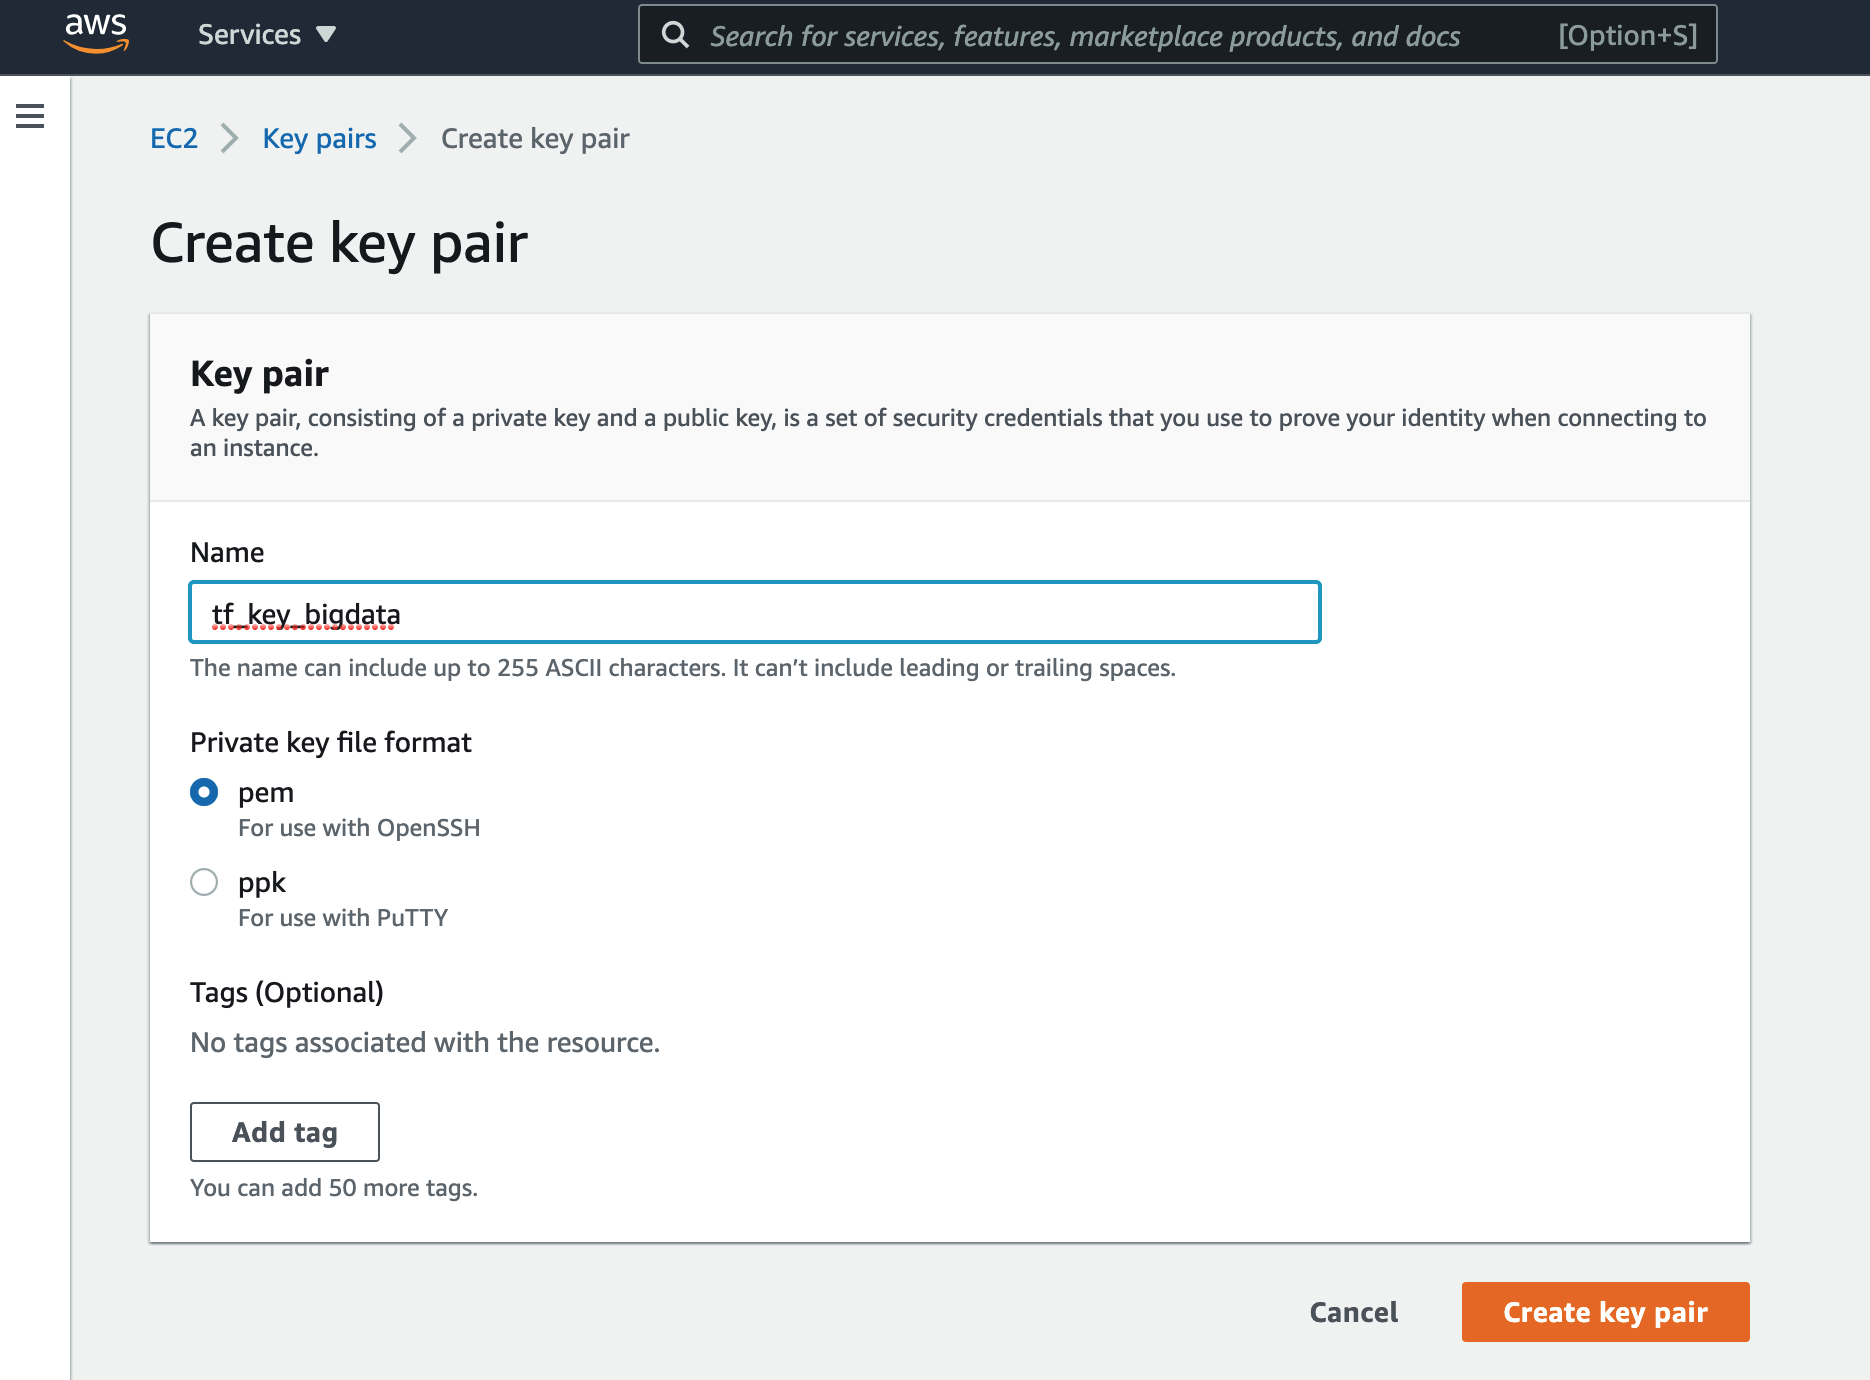 aws
Services
Search for services, features, marketplace products, and docs
[Option+S]
EC2
Key pairs
Create key pair
Create key pair
Key pair
A key pair, consisting of a private key and a public key, is a set of security credentials that you use to prove your identity when connecting to
an instance.
Name
tf_key_bigdata
The name can include up to 255 ASCII characters. It can't include leading or trailing spaces.
Private key file format
pem
For use with OpenSSH
ppk
For use with PuTTY
Tags (Optional)
No tags associated with the resource.
Add tag
You can add 50 more tags.
Cancel
Create key pair